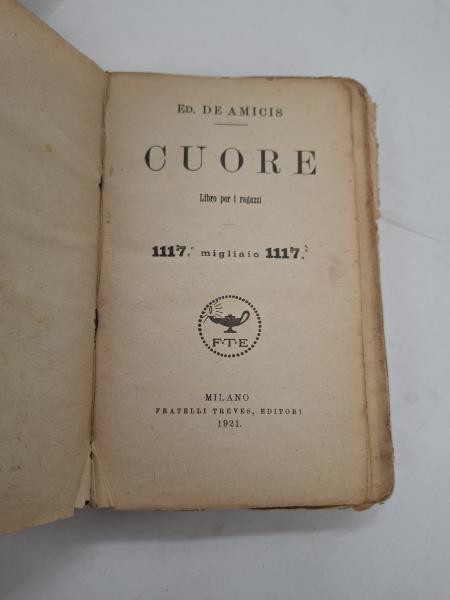 ED. DE AMICIS
CUORE
Libro per i ragazzi
1117.° migliaio 1117.°
F·T·E
MILANO
FRATELLI TREVES, EDITORI
1921.